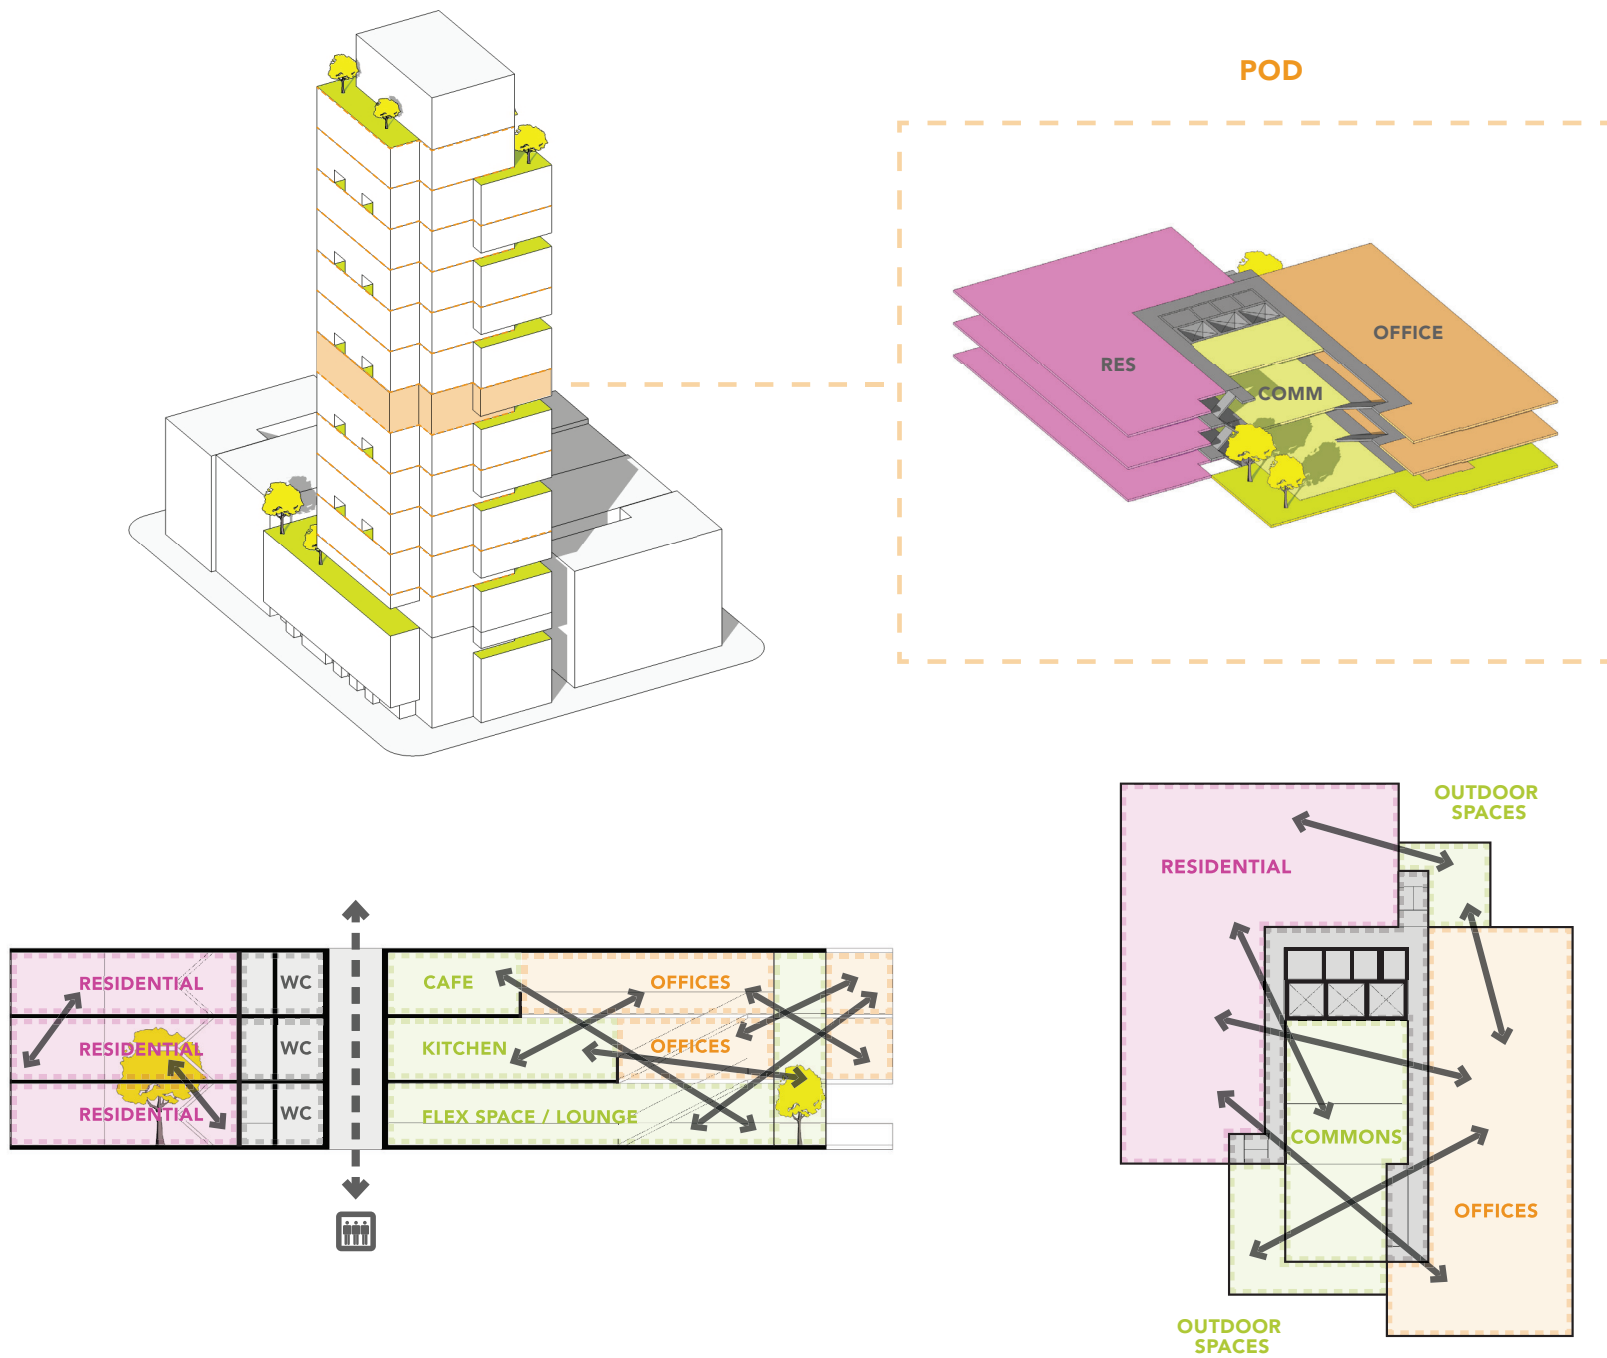 POD
RES
COMM
OFFICE
OUTDOOR
SPACES
RESIDENTIAL
COMMONS
OFFICES
OUTDOOR
SPACES
RESIDENTIAL
WC
CAFE
OFFICES
RESIDENTIAL
WC
KITCHEN
OFFICES
RESIDENTIAL
WC
FLEX SPACE / LOUNGE